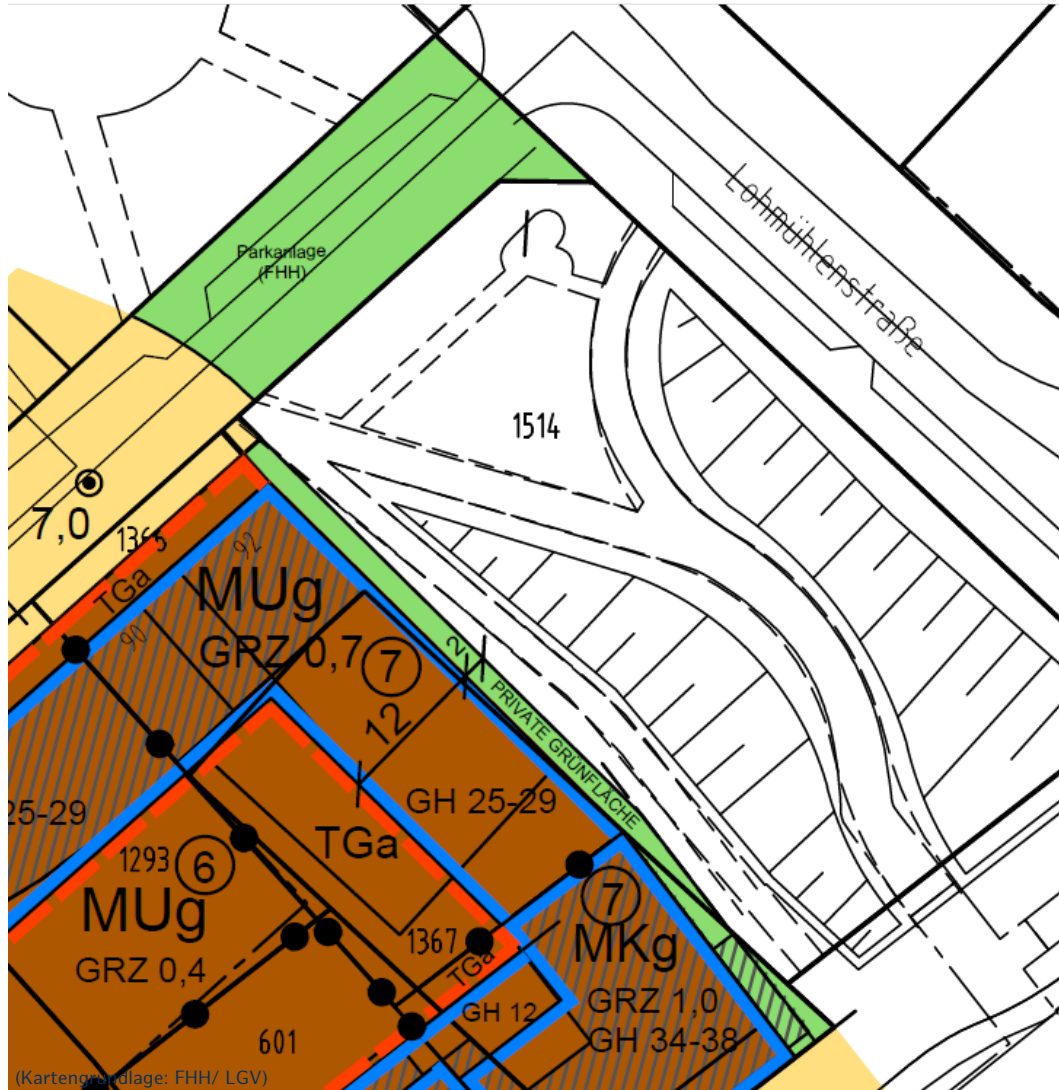 Lohmühlenstraße
Parkanlage
(FHH)
1514
7,0
1365
92
TGa
MUg
90
GRZ 0,7
7
2
12
PRIVATE GRÜNFLÄCHE
25-29
GH 25-29
TGa
1293
6
7
MUg
1367
MKg
GRZ 0,4
TGa
GRZ 1,0
GH 12
601
GH 34-38
(Kartengrundlage: FHH/ LGV)